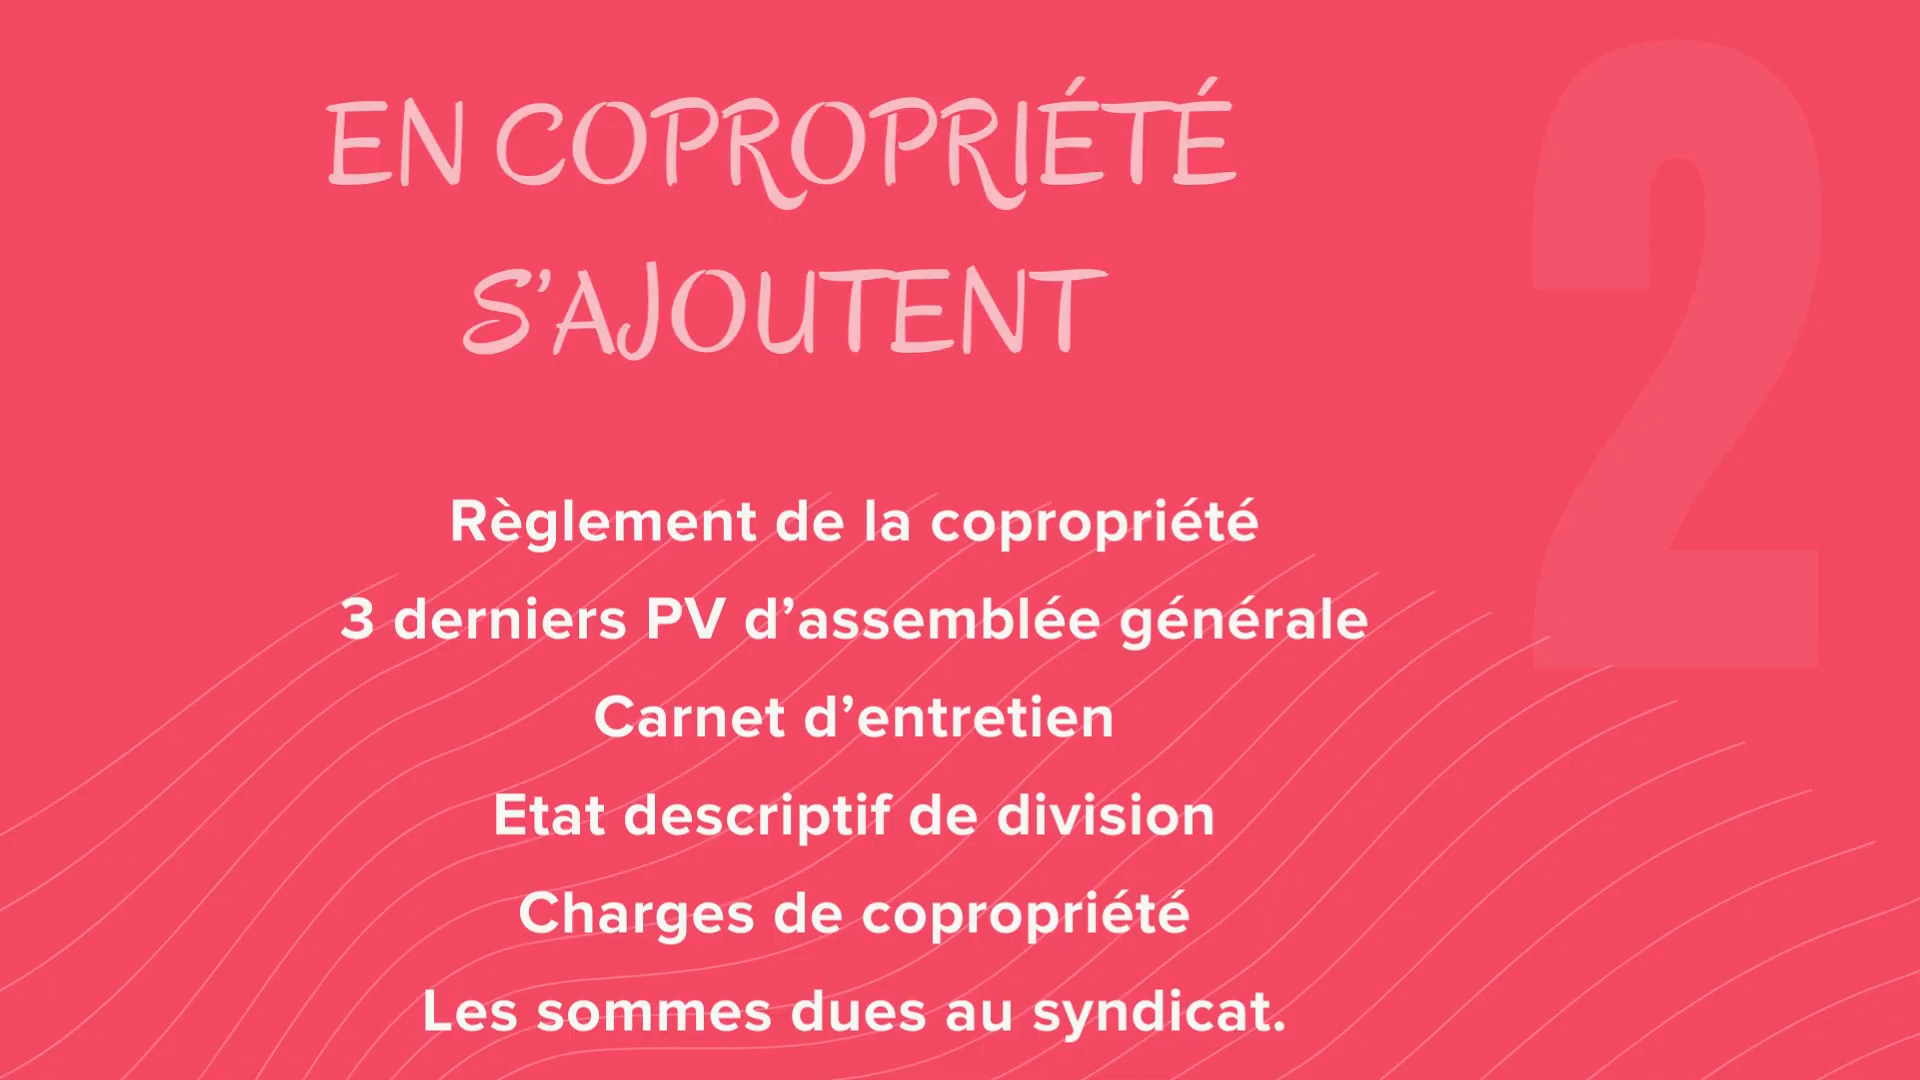 EN COPROPRIÉTÉ
S’AJOUTENT
2
Règlement de la copropriété
3 derniers PV d’assemblée générale
Carnet d’entretien
Etat descriptif de division
Charges de copropriété
Les sommes dues au syndicat.